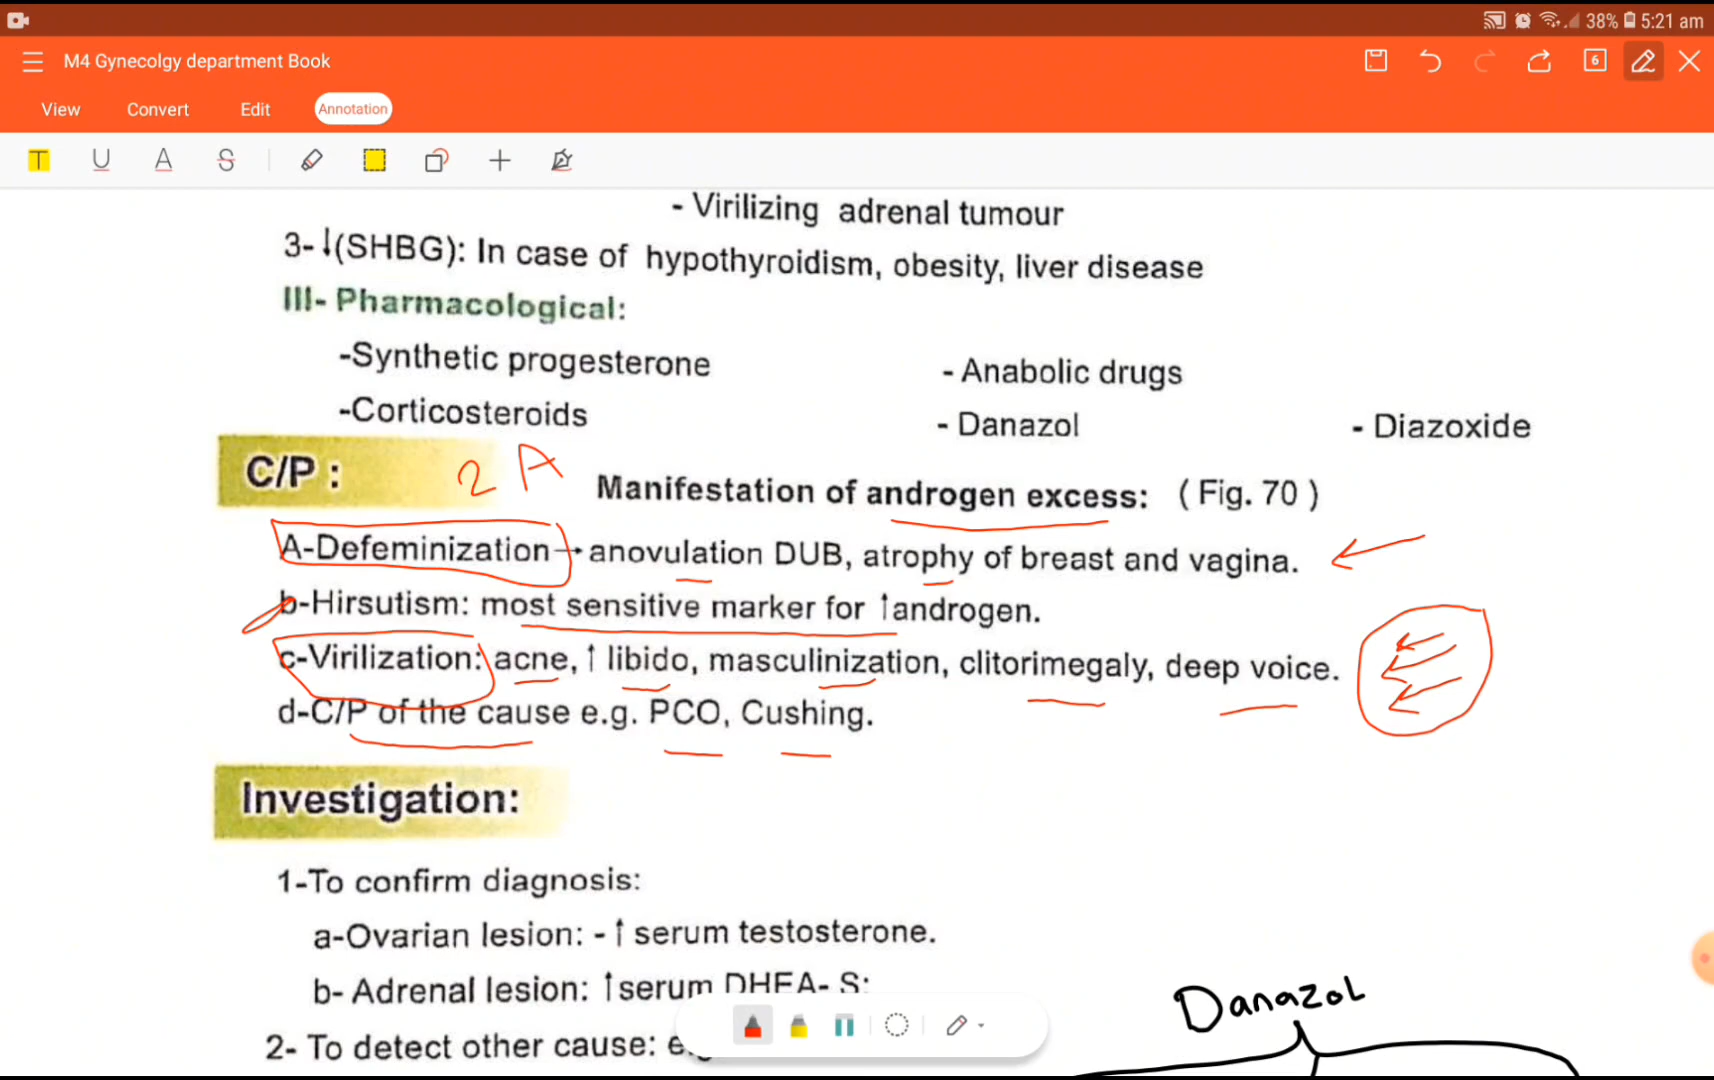 38% 5:21 am
M4 Gynecolgy department Book 6
View Convert Edit Annotation
T U A S
- Virilizing adrenal tumour
3-↓(SHBG): In case of hypothyroidism, obesity, liver disease
III- Pharmacological:
-Synthetic progesterone - Anabolic drugs
-Corticosteroids - Danazol - Diazoxide
C/P : 2 A
Manifestation of androgen excess: ( Fig. 70 )
A-Defeminization → anovulation DUB, atrophy of breast and vagina.
b-Hirsutism: most sensitive marker for ↑androgen.
c-Virilization: acne, ↑ libido, masculinization, clitorimegaly, deep voice.
d-C/P of the cause e.g. PCO, Cushing.
Investigation:
1-To confirm diagnosis:
a-Ovarian lesion: - ↑ serum testosterone.
b- Adrenal lesion: ↑serum DHEA- S:
Danazol
2- To detect other cause: